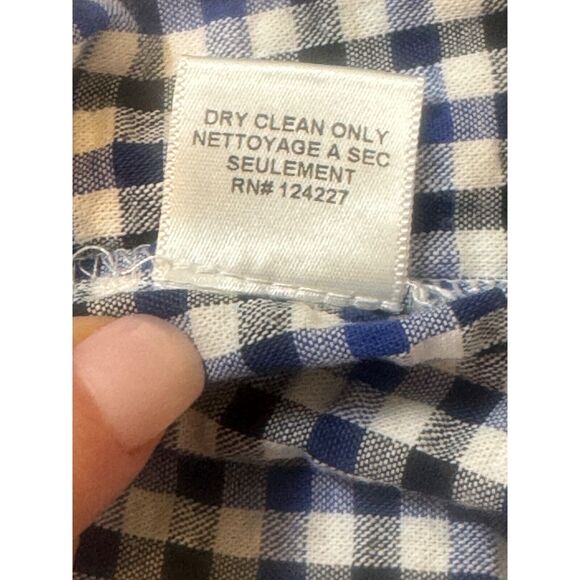 DRY CLEAN ONLY
NETTOYAGE A SEC
SEULEMENT
RN# 124227